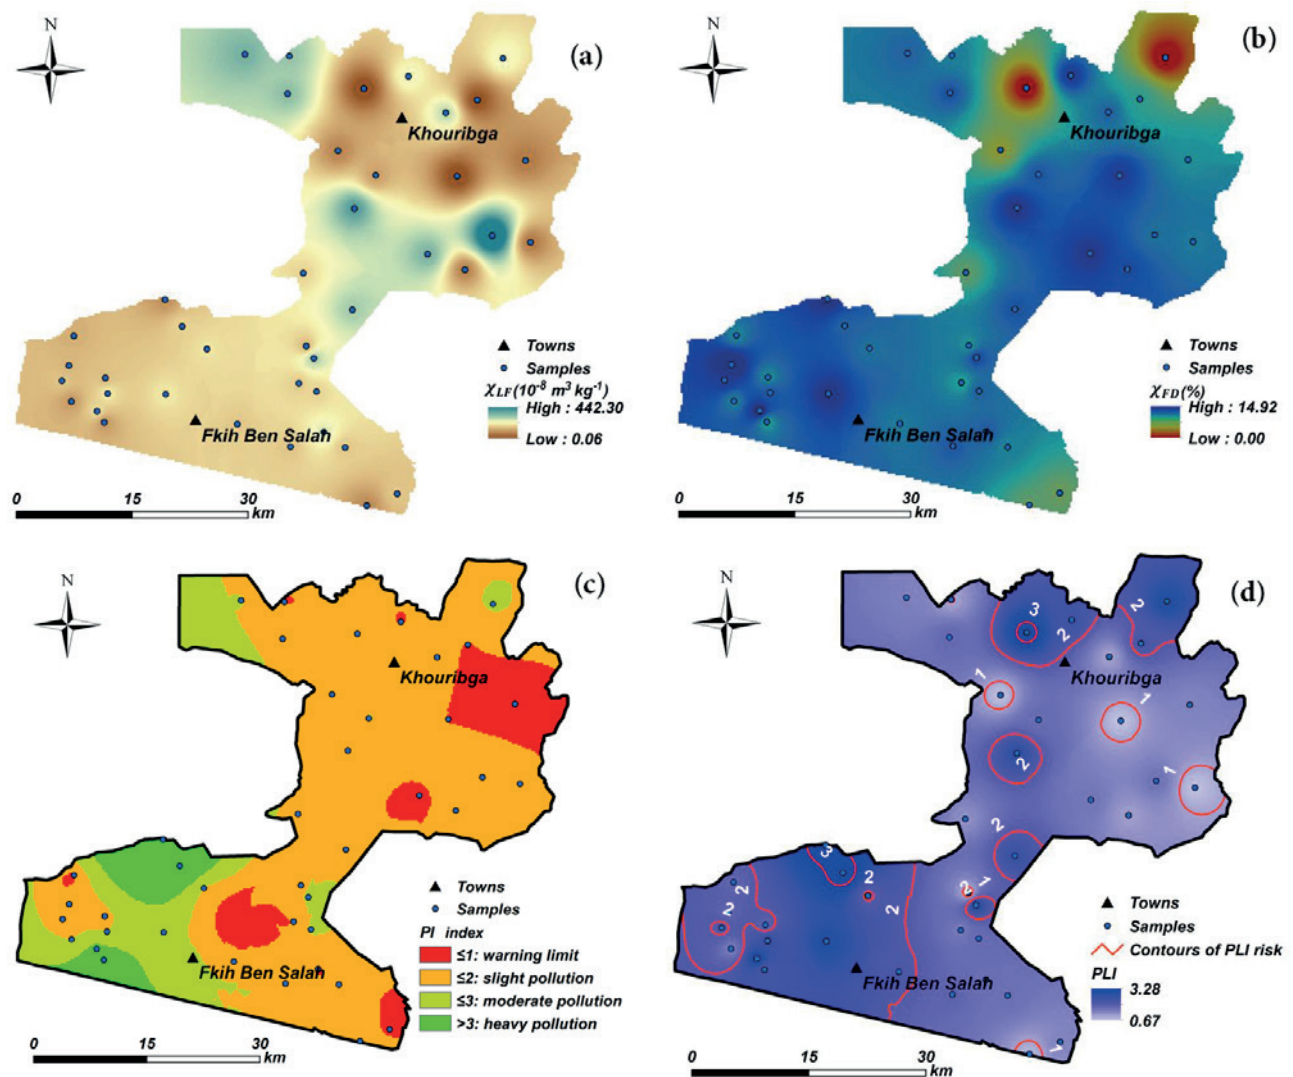 N
(a)
Khouribga
Towns
Samples
χLF (10-8 m3 kg-1)
High : 442.30
Low : 0.06
Fkih Ben Salah
0 15 30
km
(b)
Khouribga
Towns
Samples
χFD (%)
High : 14.92
Low : 0.00
Fkih Ben Salah
0 15 30
km
N
N
(c)
Khouribga
Towns
Samples
PI index
≤1: warning limit
≤2: slight pollution
≤3: moderate pollution
>3: heavy pollution
Fkih Ben Salah
0 15 30
km
N
(d)
3
2
2
Khouribga
1
1
2
1
2
3
2
2
1
2
2
2
Towns
Samples
Contours of PLI risk
PLI
3.28
0.67
Fkih Ben Salah
1
0 15 30
km